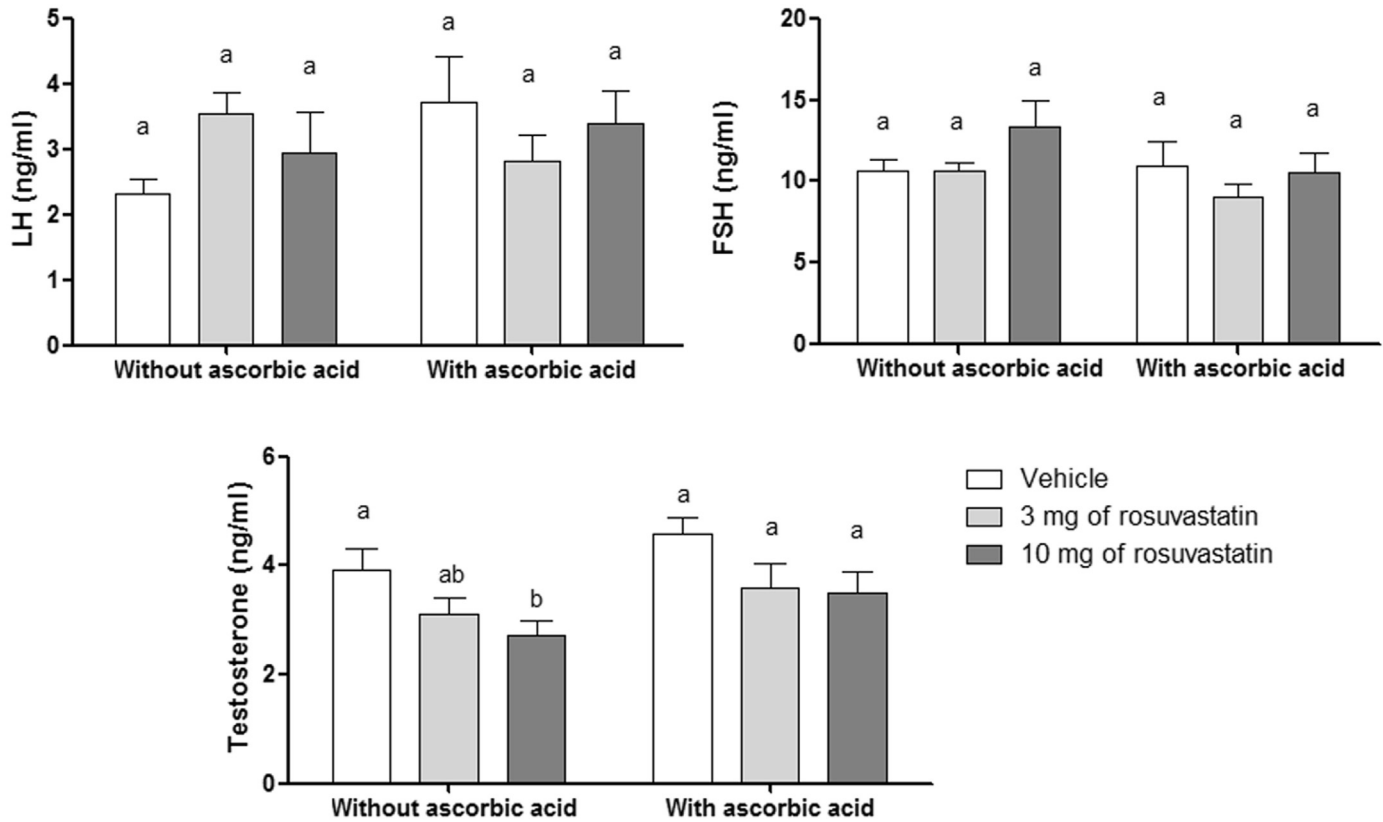 LH (ng/ml)
5
4
3
2
1
0
a
a
a
a
a
a
Without ascorbic acid
With ascorbic acid
FSH (ng/ml)
20
15
10
5
0
a
a
a
a
a
a
Without ascorbic acid
With ascorbic acid
Testosterone (ng/ml)
6
4
2
0
a
ab
b
a
a
a
Without ascorbic acid
With ascorbic acid
Vehicle
3 mg of rosuvastatin
10 mg of rosuvastatin